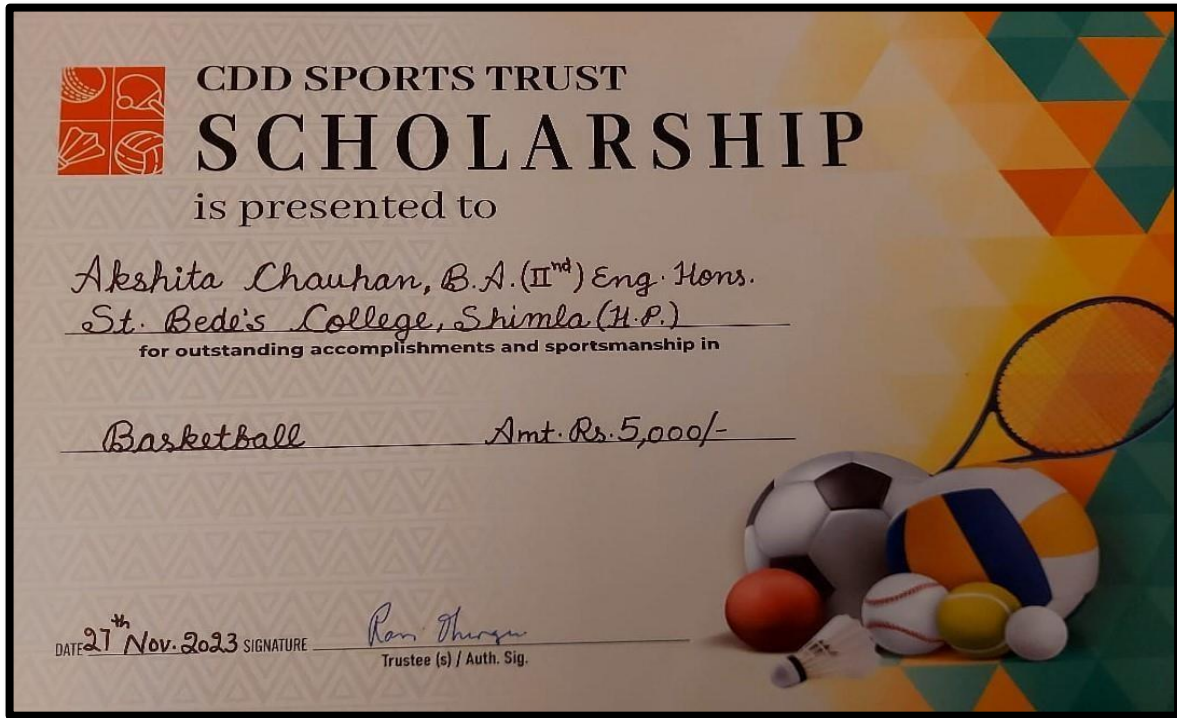 CDD SPORTS TRUST
SCHOLARSHIP
is presented to
Akshita Chauhan, B.A.(IInd) Eng. Hons.
St. Bede's College, Shimla (H.P.)
for outstanding accomplishments and sportsmanship in
Basketball Amt. Rs. 5,000/-
DATE 27th Nov. 2023 SIGNATURE
Trustee (s) / Auth. Sig.